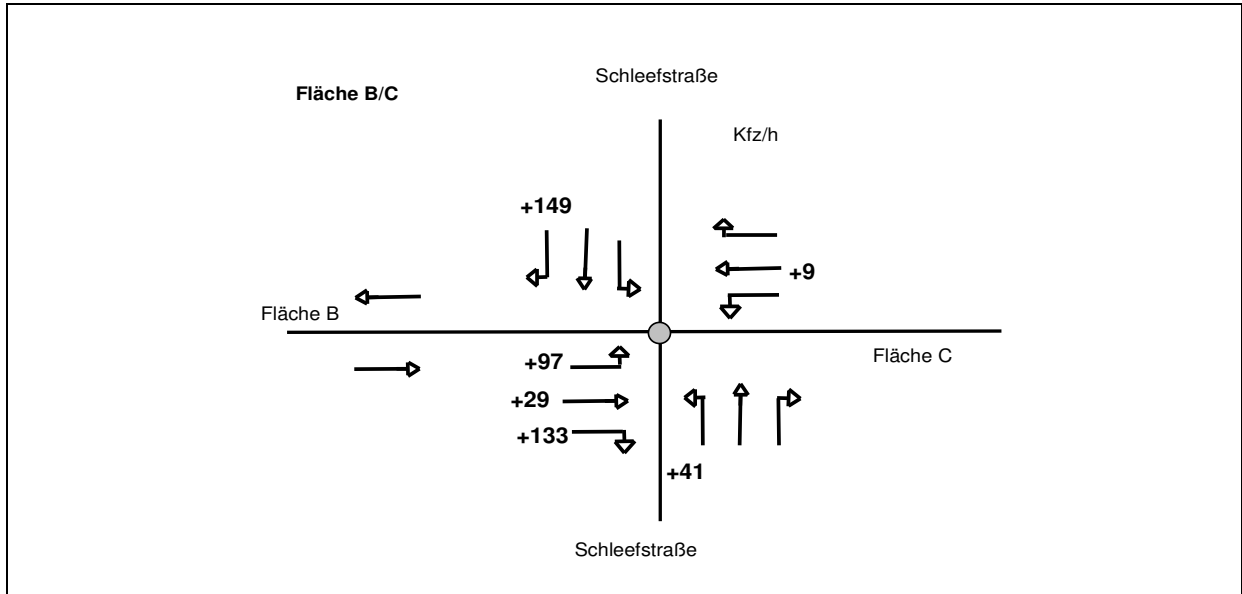 Schleefstraße
Fläche B/C
Kfz/h
+149
+9
Fläche B
Fläche C
+97
+29
+133
+41
Schleefstraße